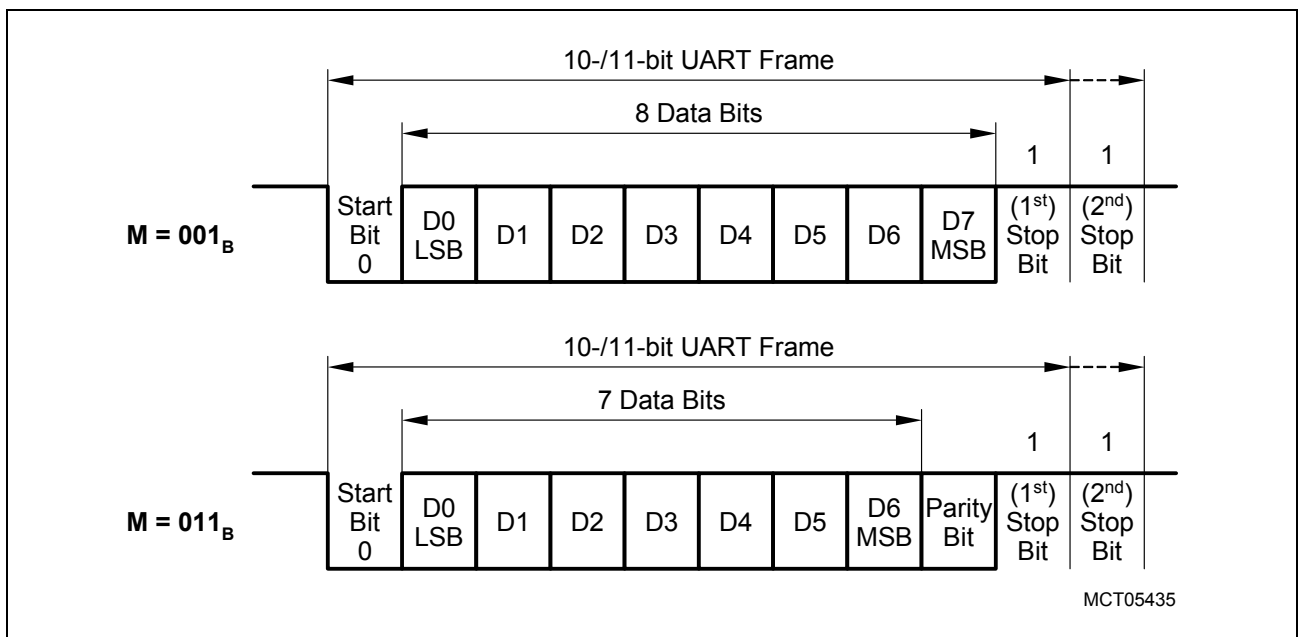 10-/11-bit UART Frame
8 Data Bits
1 1
Start Bit 0 D0 LSB D1 D2 D3 D4 D5 D6 D7 MSB (1st) Stop Bit (2nd) Stop Bit
M = 001B
10-/11-bit UART Frame
7 Data Bits
1 1
Start Bit 0 D0 LSB D1 D2 D3 D4 D5 D6 MSB Parity Bit (1st) Stop Bit (2nd) Stop Bit
M = 011B
MCT05435